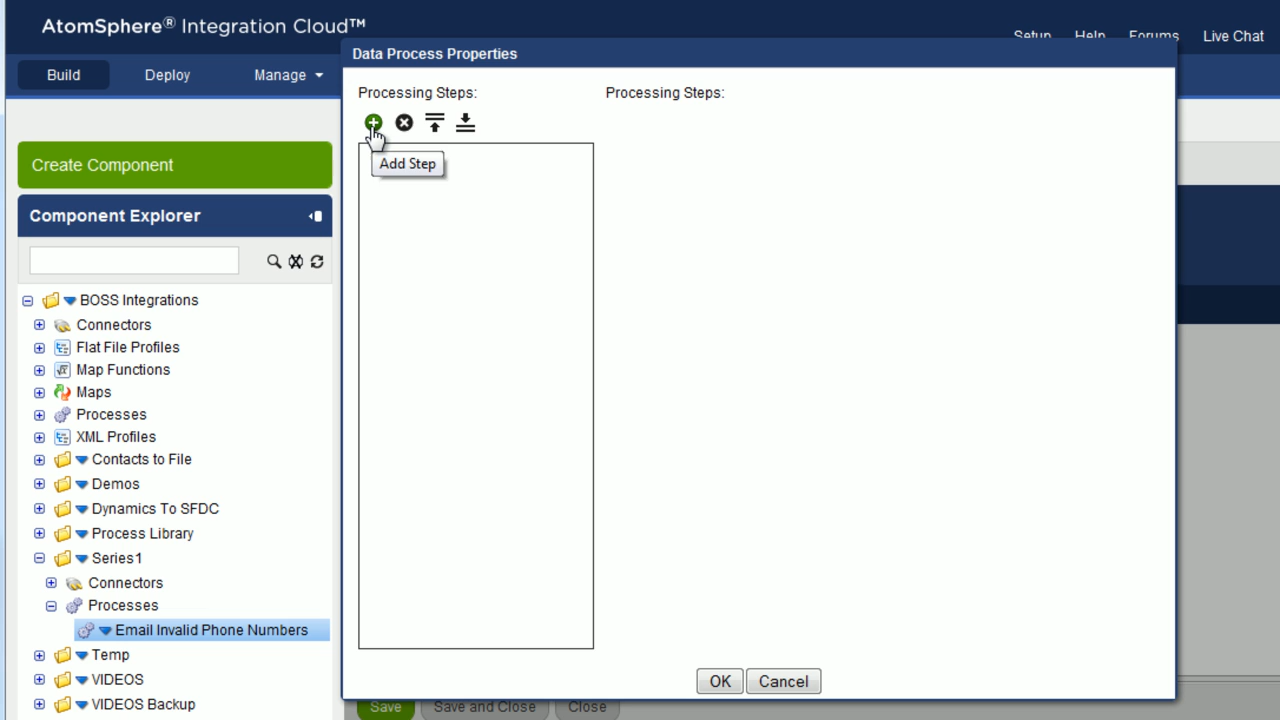 AtomSphere® Integration Cloud™
Setup Help Forums Live Chat
Build Deploy Manage
Data Process Properties
Processing Steps: Processing Steps:
Add Step
Create Component
Component Explorer
BOSS Integrations
Connectors
Flat File Profiles
Map Functions
Maps
Processes
XML Profiles
Contacts to File
Demos
Dynamics To SFDC
Process Library
Series1
Connectors
Processes
Email Invalid Phone Numbers
Temp
VIDEOS
VIDEOS Backup
OK Cancel
Save Save and Close Close